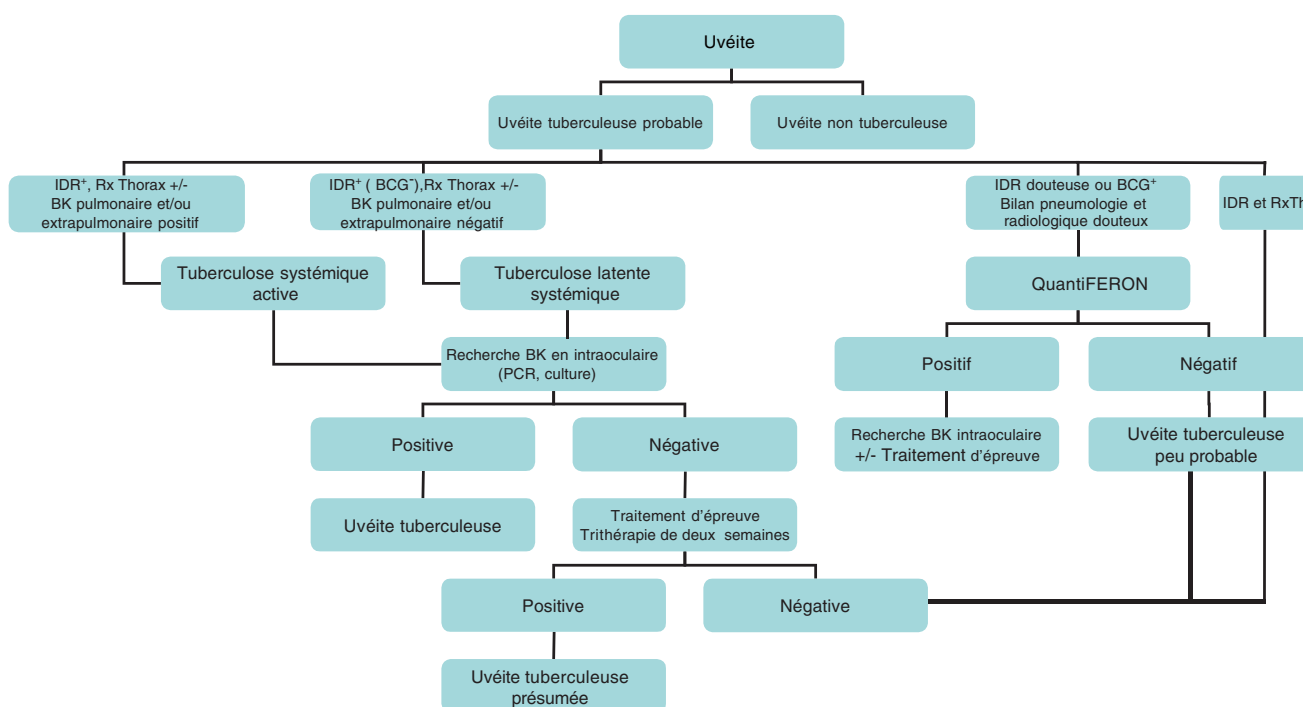 Uvéite
Uvéite tuberculeuse probable
Uvéite non tuberculeuse
IDR⁺, Rx Thorax +/-
BK pulmonaire et/ou
extrapulmonaire positif
IDR⁺ ( BCG⁻),Rx Thorax +/-
BK pulmonaire et/ou
extrapulmonaire négatif
IDR douteuse ou BCG⁺
Bilan pneumologie et
radiologique douteux
IDR et RxTh
Tuberculose systémique
active
Tuberculose latente
systémique
QuantiFERON
Recherche BK en intraoculaire
(PCR, culture)
Positif
Négatif
Positive
Négative
Recherche BK intraoculaire
+/- Traitement d'épreuve
Uvéite tuberculeuse
peu probable
Uvéite tuberculeuse
Traitement d'épreuve
Trithérapie de deux semaines
Positive
Négative
Uvéite tuberculeuse
présumée